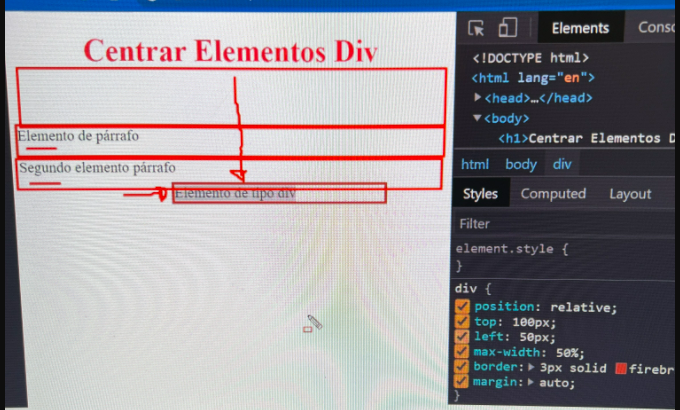 Centrar Elementos Div
Elemento de párrafo
Segundo elemento párrafo
Elemento de tipo div
Elements
Conso
<!DOCTYPE html>
<html lang="en">
<head>…</head>
<body>
<h1>Centrar Elementos D
html body div
Styles Computed Layout
Filter
element.style {
}
div {
position: relative;
top: 100px;
left: 50px;
max-width: 50%;
border: 3px solid firebr
margin: auto;
}